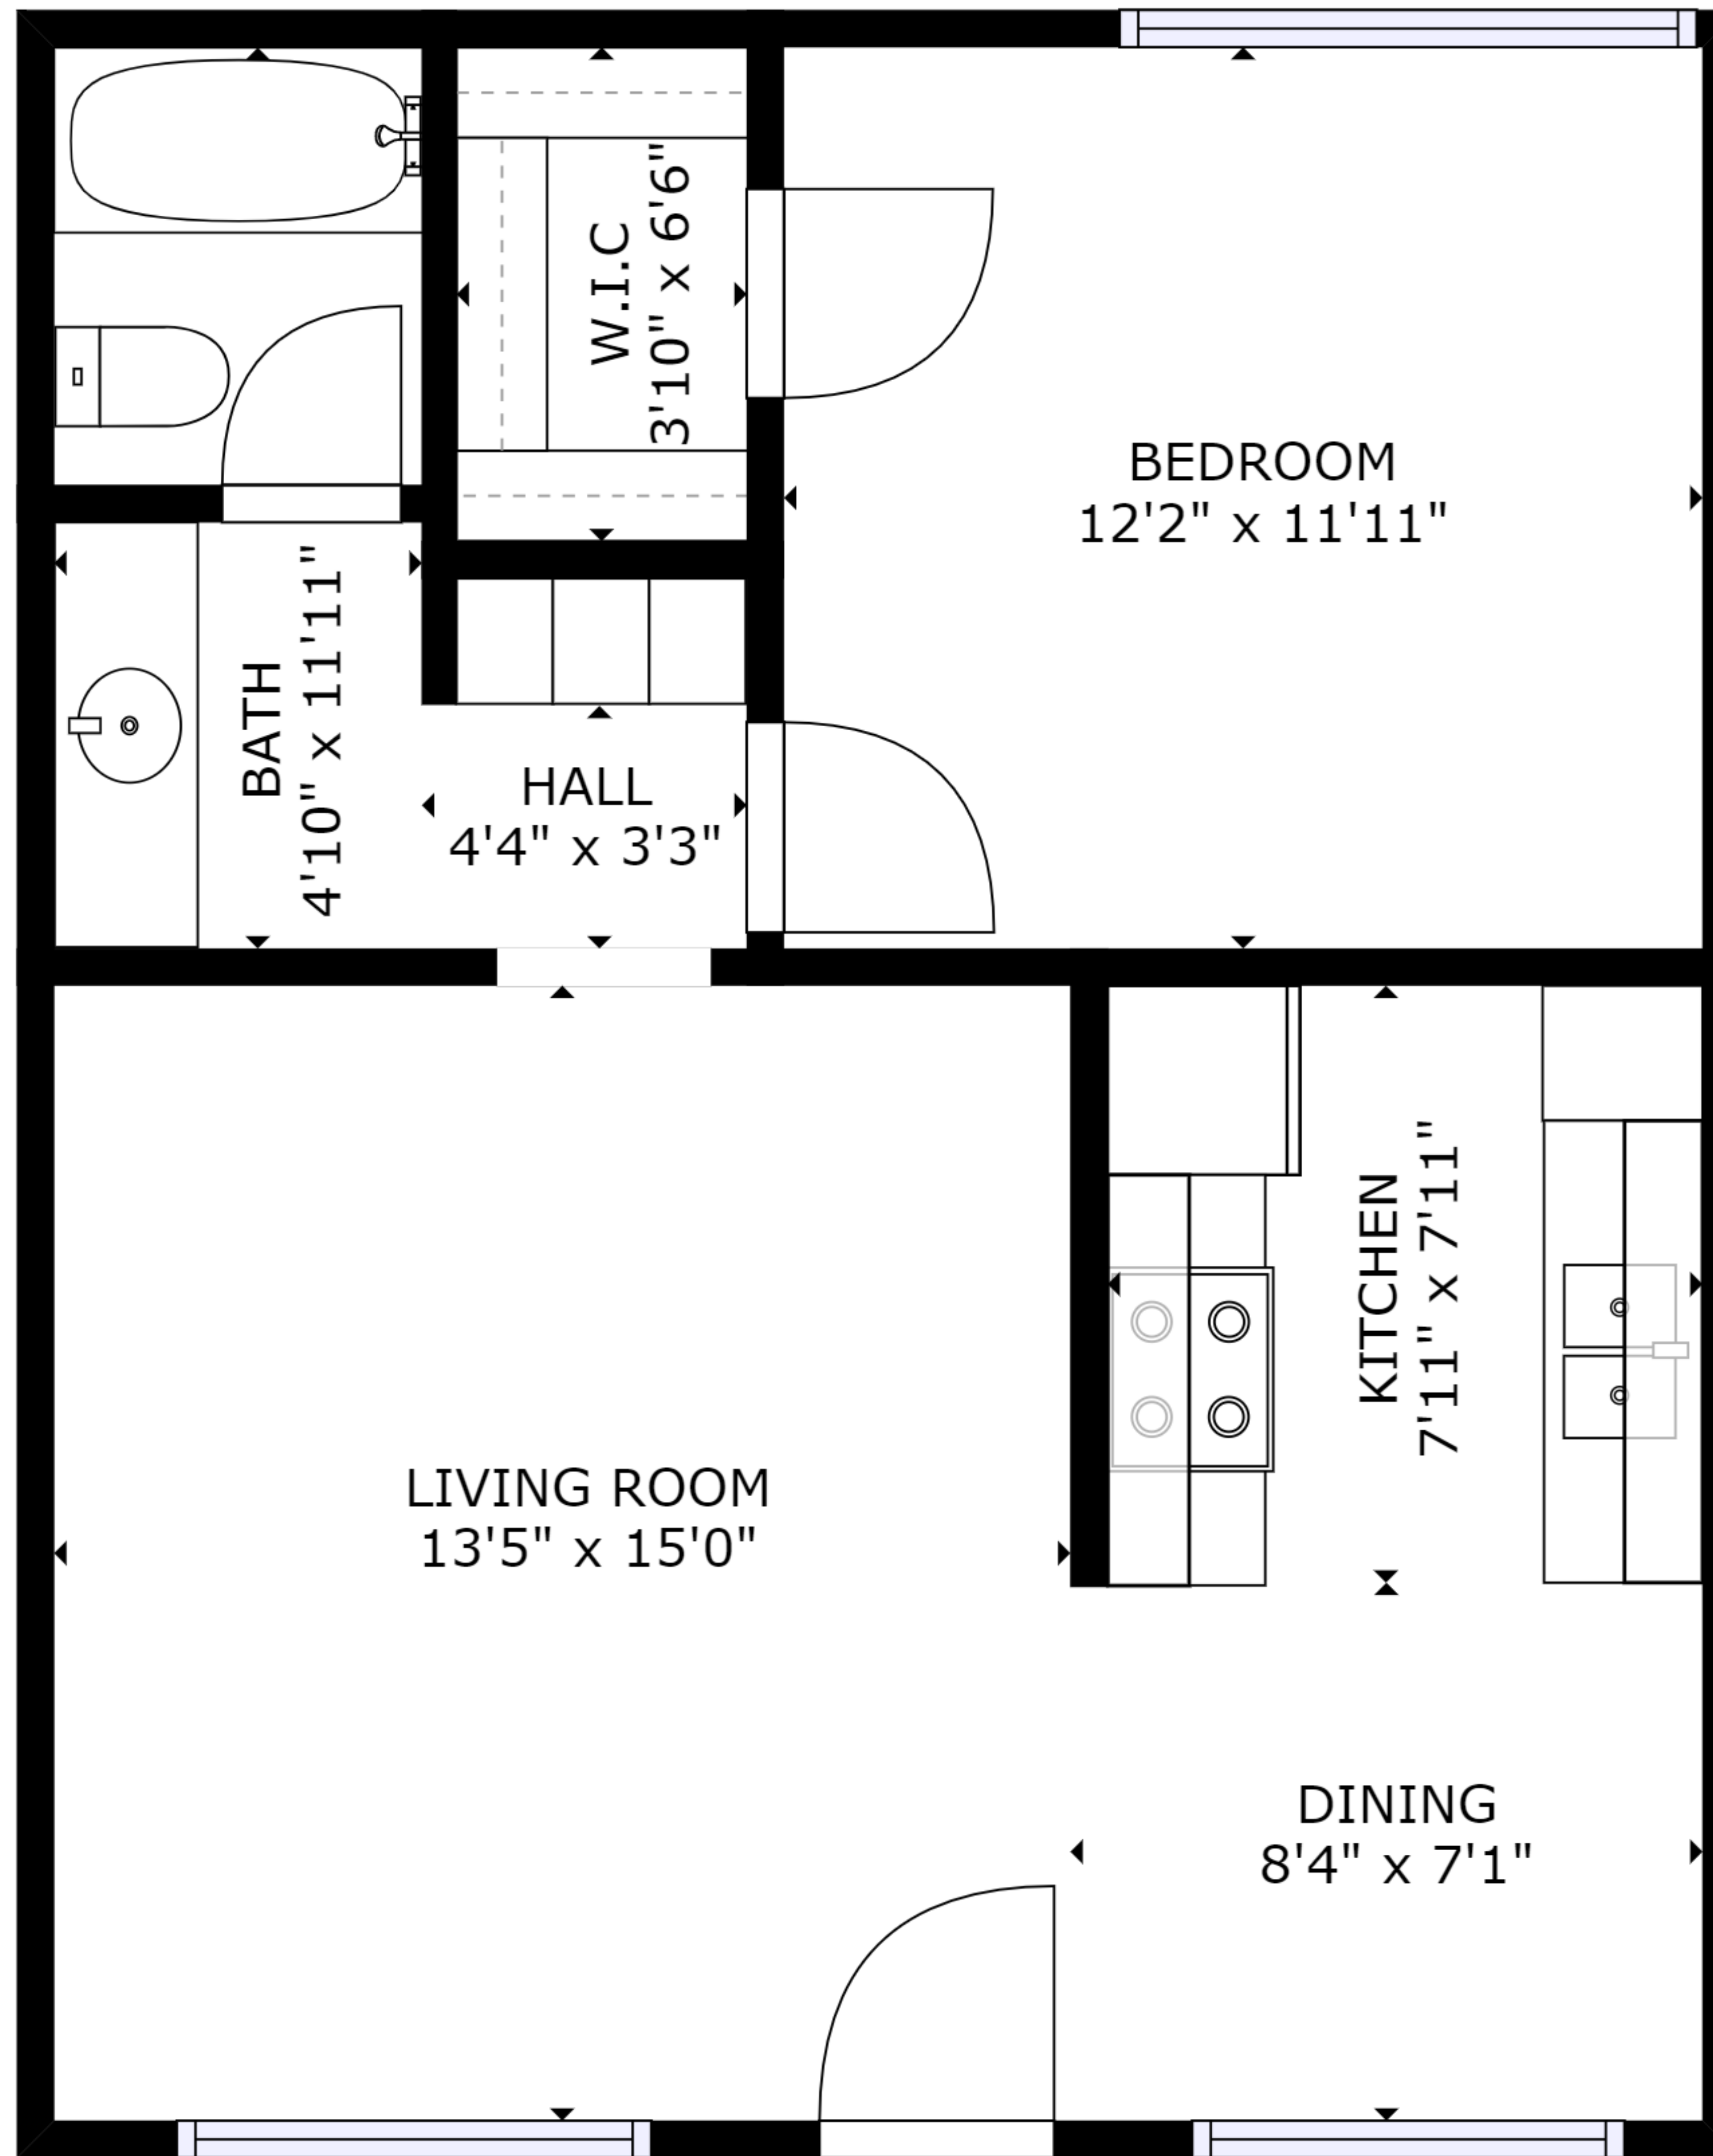 W.I.C
3'10" x 6'6"
BEDROOM
12'2" x 11'11"
BATH
4'10" x 11'11"
HALL
4'4" x 3'3"
KITCHEN
7'11" x 7'11"
LIVING ROOM
13'5" x 15'0"
DINING
8'4" x 7'1"